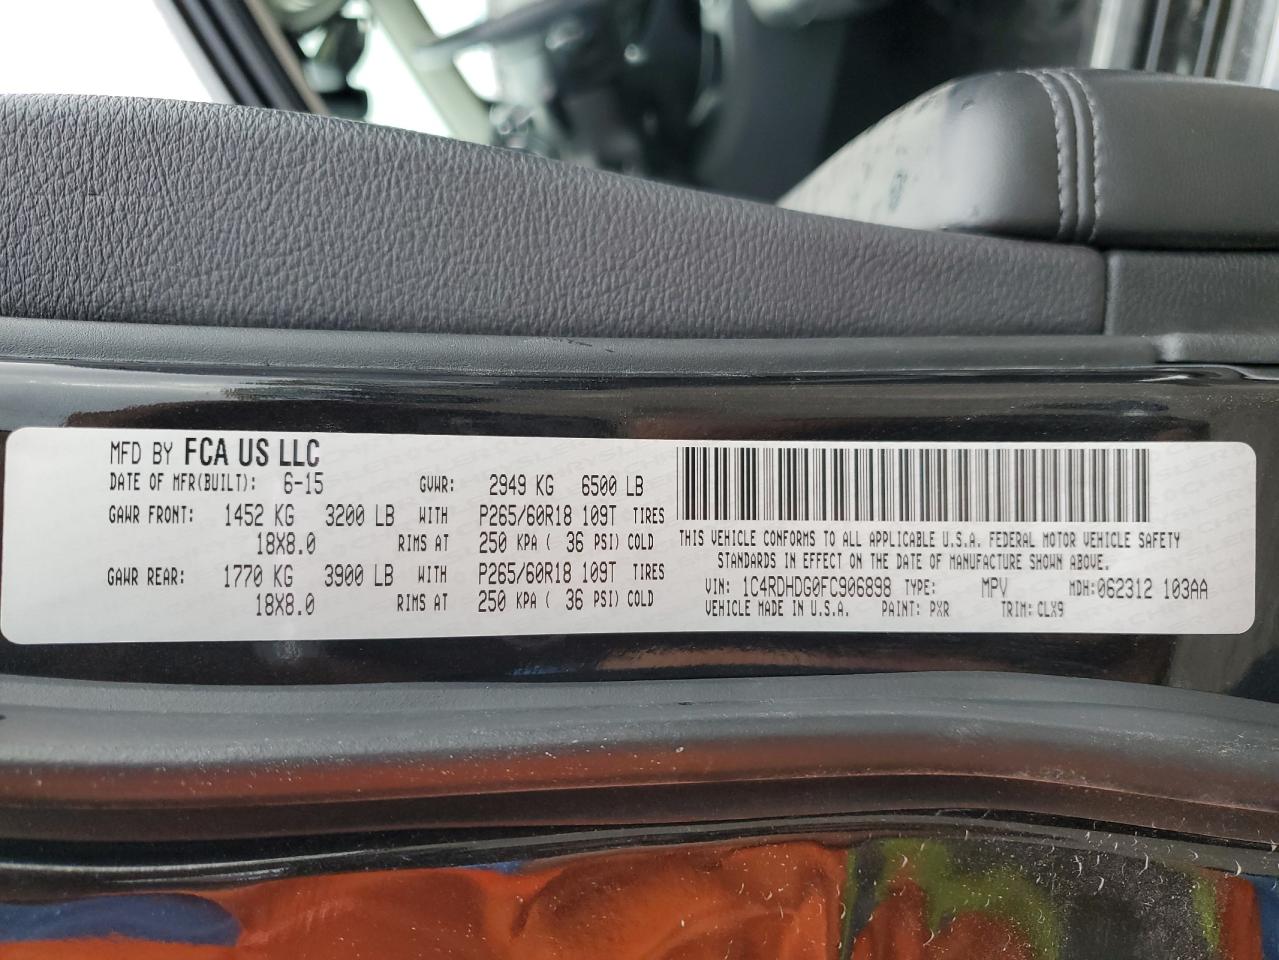 MFD BY FCA US LLC
DATE OF MFR(BUILT): 6-15 GVWR: 2949 KG 6500 LB
GAWR FRONT: 1452 KG 3200 LB WITH P265/60R18 109T TIRES
18X8.0 RIMS AT 250 KPA ( 36 PSI) COLD
GAWR REAR: 1770 KG 3900 LB WITH P265/60R18 109T TIRES
18X8.0 RIMS AT 250 KPA ( 36 PSI) COLD
THIS VEHICLE CONFORMS TO ALL APPLICABLE U.S.A. FEDERAL MOTOR VEHICLE SAFETY
STANDARDS IN EFFECT ON THE DATE OF MANUFACTURE SHOWN ABOVE.
VIN: 1C4RDHDG0FC906898 TYPE: MPV MDH:062312 103AA
VEHICLE MADE IN U.S.A. PAINT: PXR TRIM: CLX9